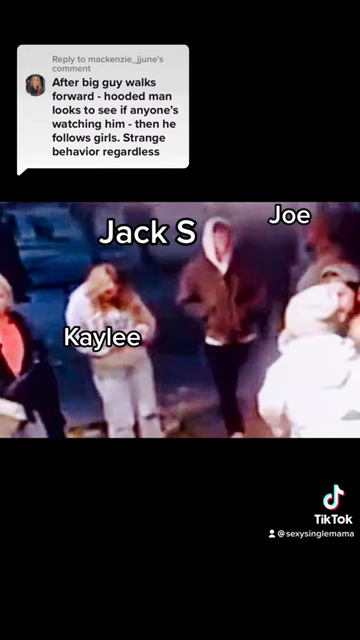 Reply to mackenzie_jjune's
comment
After big guy walks
forward - hooded man
looks to see if anyone's
watching him - then he
follows girls. Strange
behavior regardless
Joe
Jack S
Kaylee
TikTok
@sexysinglemama